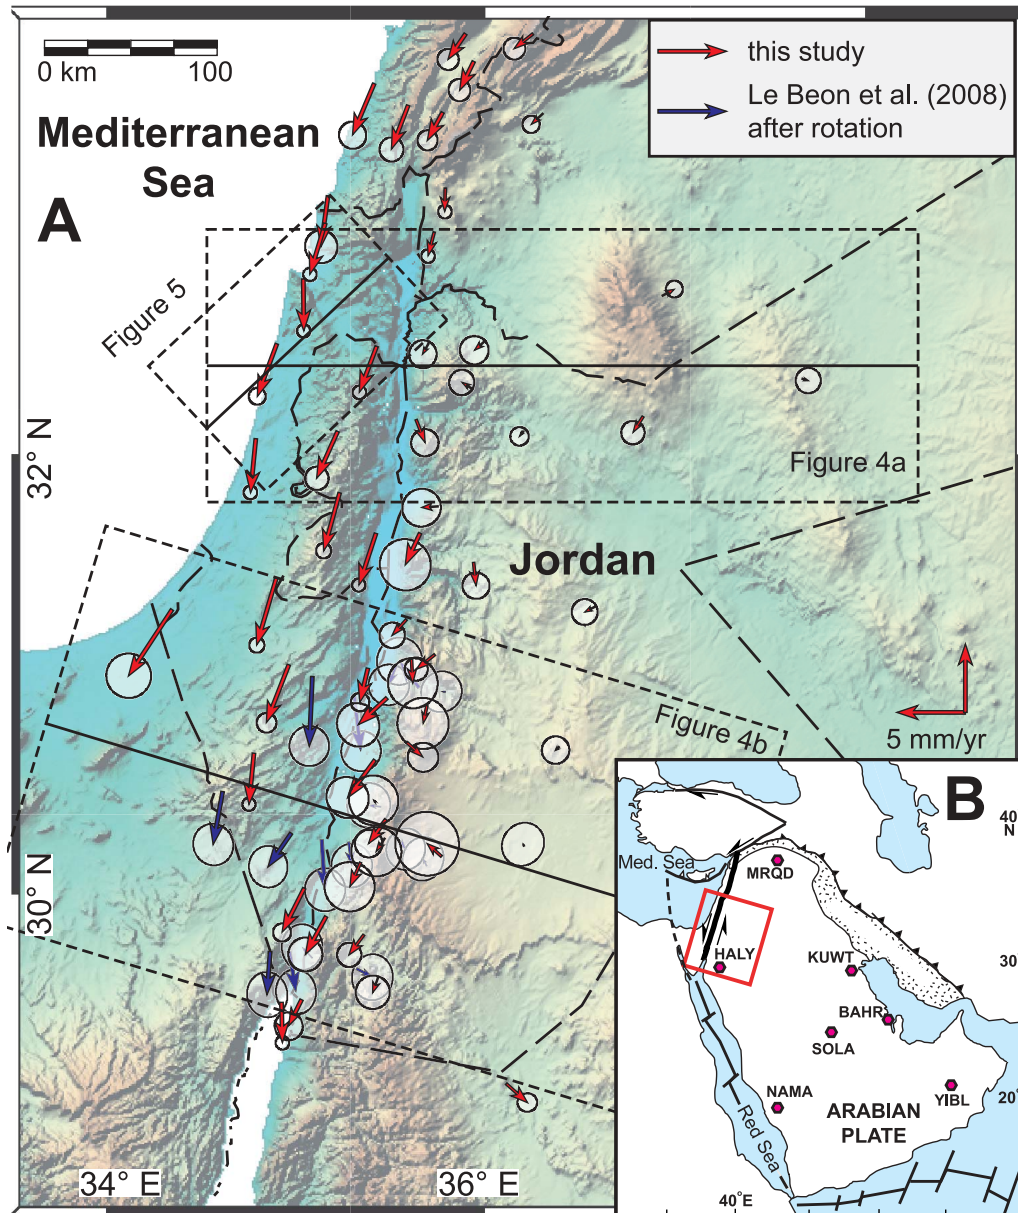 0 km 100
this study
Le Beon et al. (2008)
after rotation
Mediterranean
Sea
A
Figure 5
32° N
Figure 4a
Jordan
5 mm/yr
Figure 4b
30° N
34° E
36° E
B
40
N
Med. Sea
MRQD
HALY
KUWT
30
BAHR
SOLA
NAMA
YIBL
20°
ARABIAN
PLATE
Red Sea
40°E